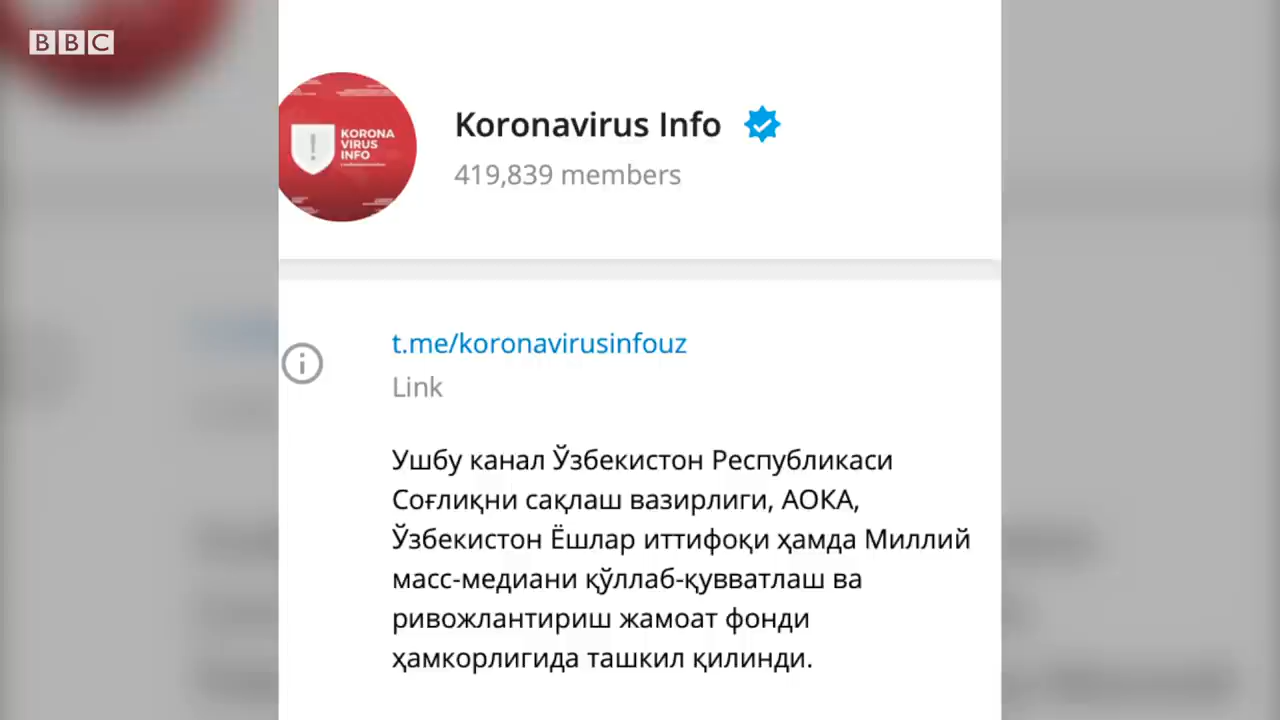 BBC
KORONA
VIRUS
INFO
Koronavirus Info
419,839 members
t.me/koronavirusinfouz
Link
Ушбу канал Ўзбекистон Республикаси
Соғлиқни сақлаш вазирлиги, АОКА,
Ўзбекистон Ёшлар иттифоқи ҳамда Миллий
масс-медиани қўллаб-қувватлаш ва
ривожлантириш жамоат фонди
ҳамкорлигида ташкил қилинди.